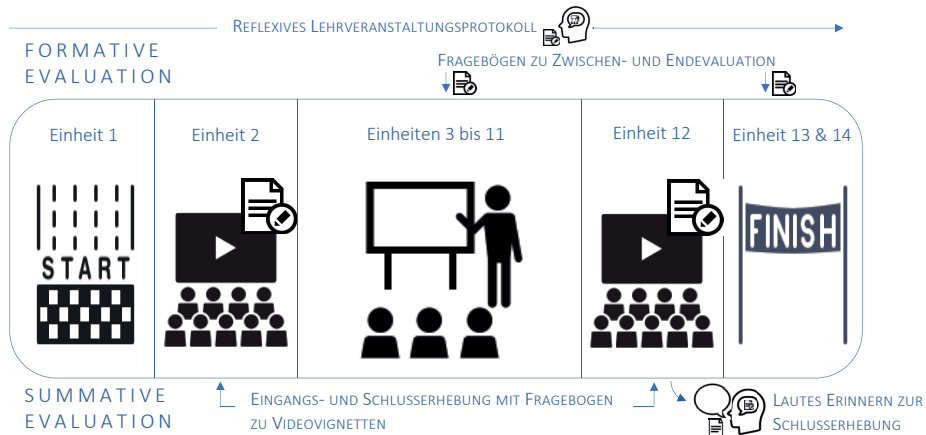 Reflexives Lehrveranstaltungsprotokoll
FORMATIVE
EVALUATION
Fragebögen zu Zwischen- und Endevaluation
Einheit 1
Einheit 2
Einheiten 3 bis 11
Einheit 12
Einheit 13 & 14
START
FINISH
SUMMATIVE
EVALUATION
Eingangs- und Schlusserhebung mit Fragebogen
zu Videovignetten
Lautes Erinnern zur
Schlusserhebung